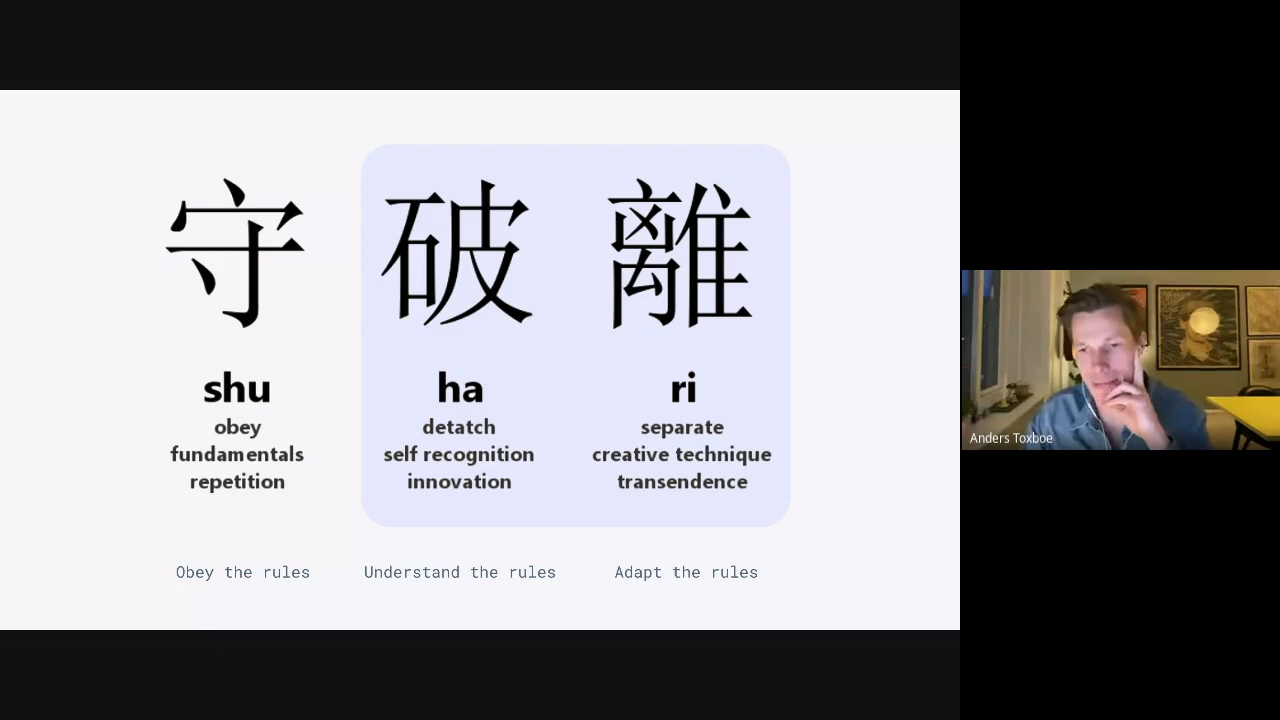 守 破 離
shu ha ri
obey detatch separate
fundamentals self recognition creative technique
repetition innovation transendence
Obey the rules Understand the rules Adapt the rules
Anders Toxboe